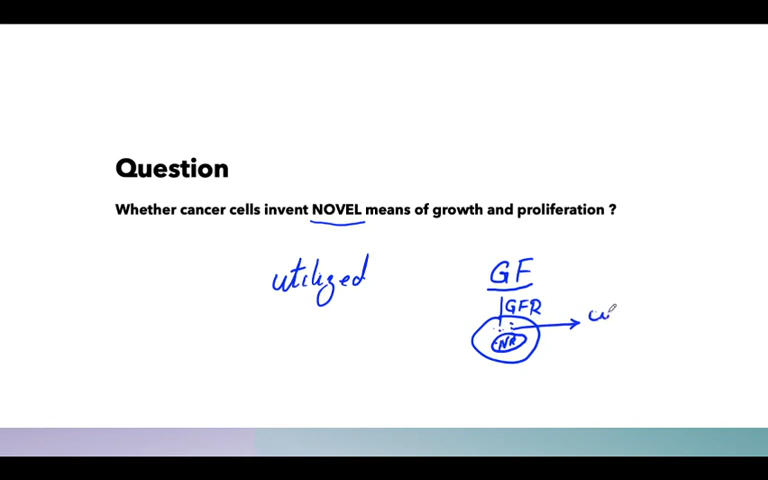 Question
Whether cancer cells invent NOVEL means of growth and proliferation ?
utilized
GF
GFR
NR